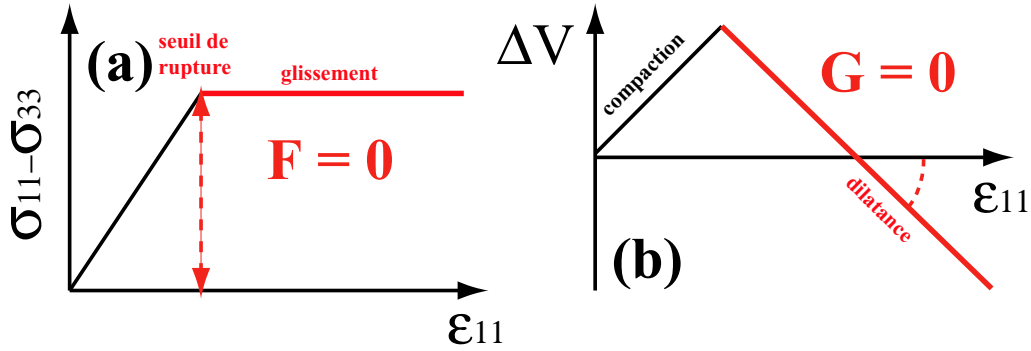 (a)
seuil de
rupture
glissement
F = 0
σ11−σ33
ε11
ΔV
compaction
G = 0
dilatance
ε11
(b)